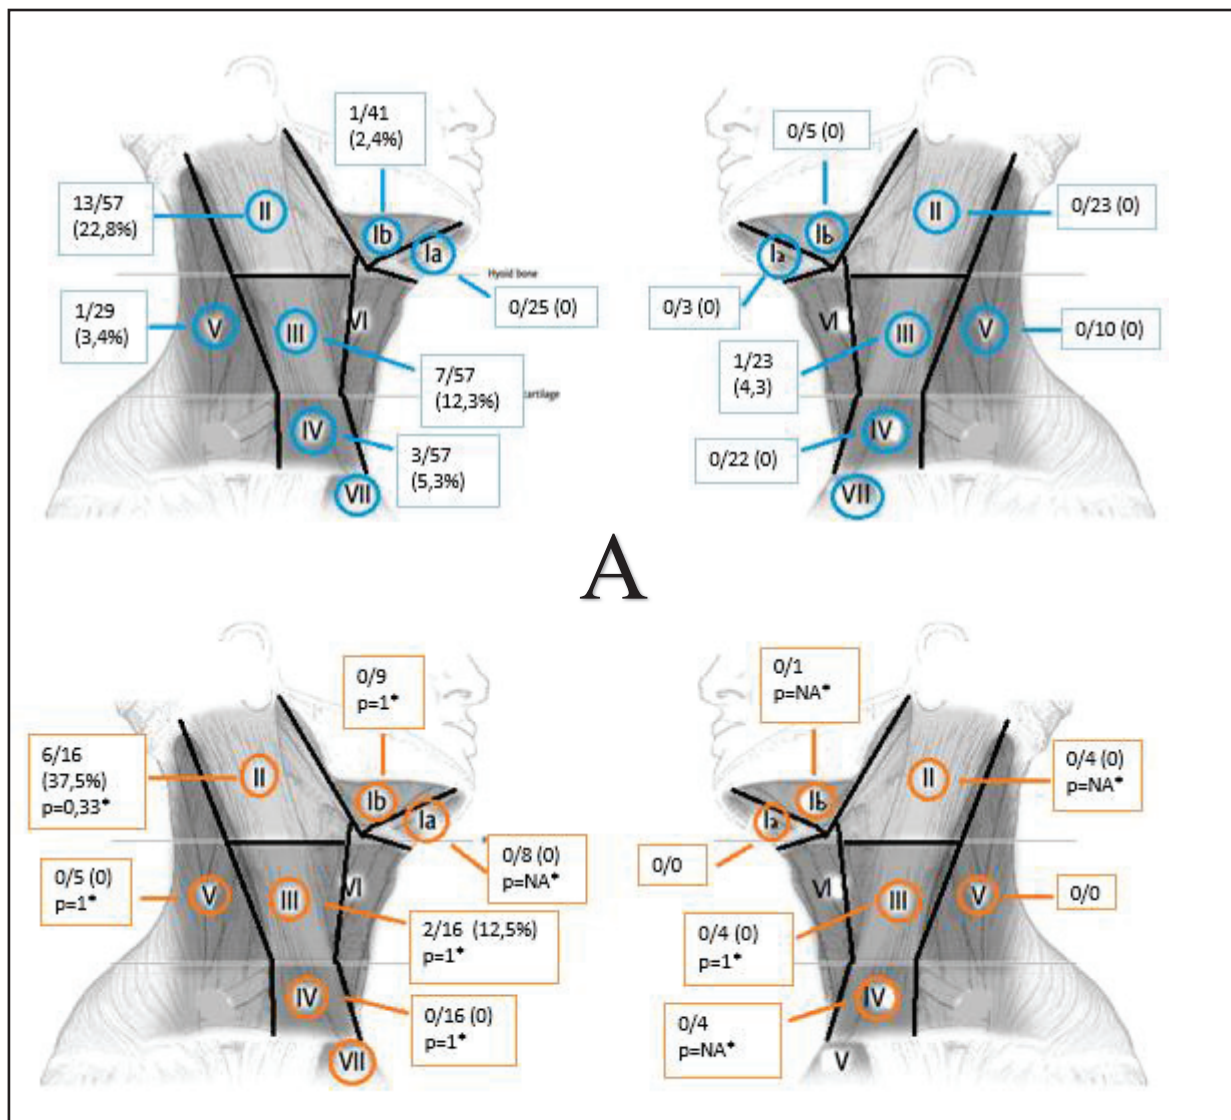 1/41
(2,4%)
13/57
(22,8%)
II
Ib
Ia
Hyoid bone
0/25 (0)
1/29
(3,4%)
V
III
VI
7/57
(12,3%)
cartilage
IV
3/57
(5,3%)
VII
0/5 (0)
II
0/23 (0)
Ib
Ia
0/3 (0)
VI
III
V
0/10 (0)
1/23
(4,3)
IV
0/22 (0)
VII
A
0/9
p=1*
6/16
(37,5%)
p=0,33*
II
Ib
Ia
0/8 (0)
p=NA*
0/5 (0)
p=1*
V
III
VI
2/16 (12,5%)
p=1*
IV
0/16 (0)
p=1*
VII
0/1
p=NA*
II
0/4 (0)
p=NA*
Ib
Ia
0/0
VI
III
V
0/0
0/4 (0)
p=1*
IV
0/4
p=NA*
V